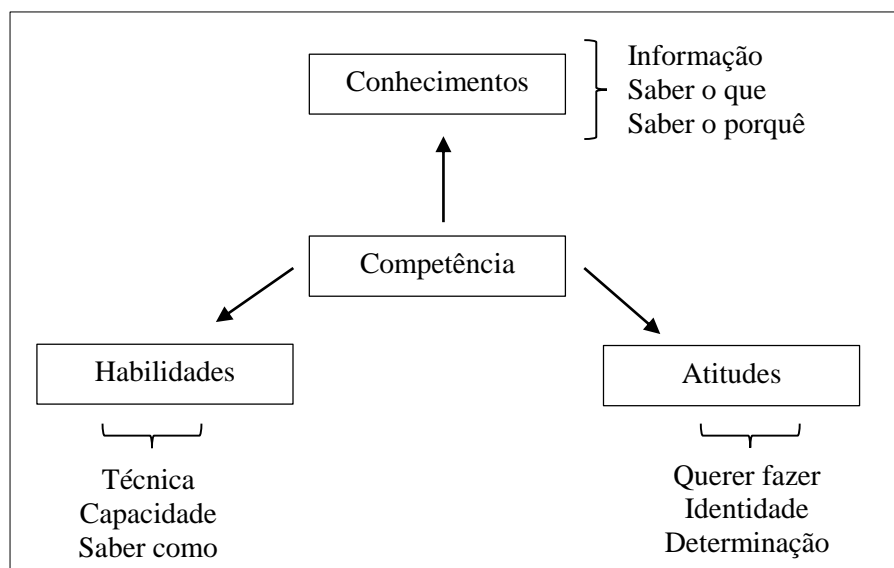 Conhecimentos
Informação
Saber o que
Saber o porquê
Competência
Habilidades
Atitudes
Técnica
Capacidade
Saber como
Querer fazer
Identidade
Determinação